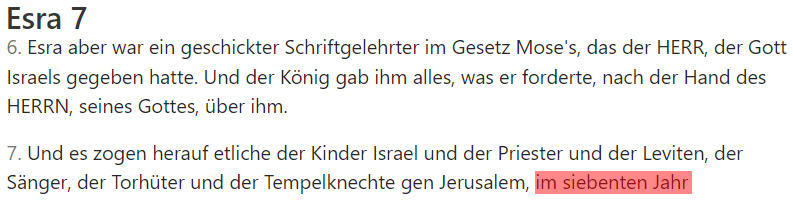 Esra 7
6. Esra aber war ein geschickter Schriftgelehrter im Gesetz Mose's, das der HERR, der Gott
Israels gegeben hatte. Und der König gab ihm alles, was er forderte, nach der Hand des
HERRN, seines Gottes, über ihm.
7. Und es zogen herauf etliche der Kinder Israel und der Priester und der Leviten, der
Sänger, der Torhüter und der Tempelknechte gen Jerusalem, im siebenten Jahr